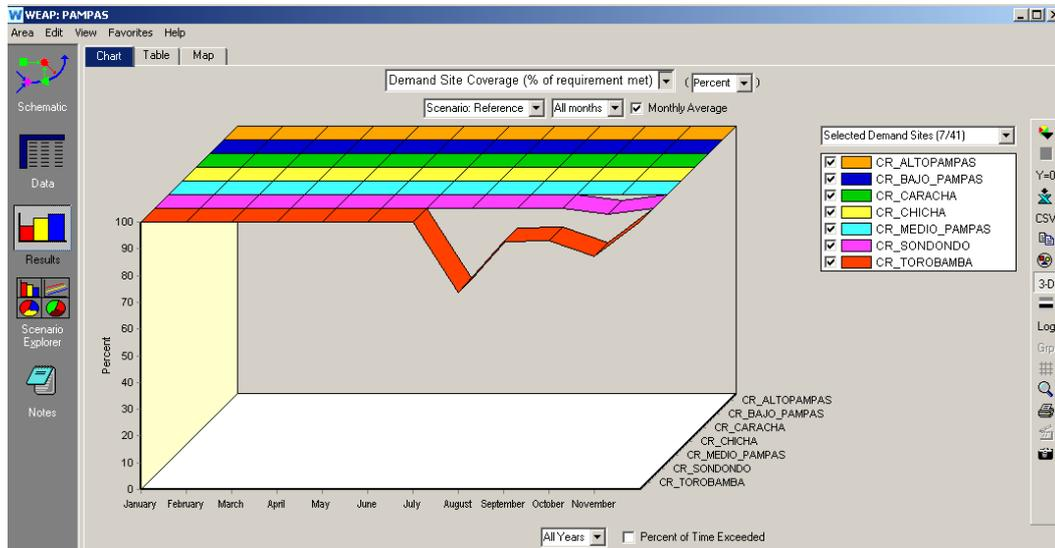 WEAP: PAMPAS
Area Edit View Favorites Help
Chart Table Map
Demand Site Coverage (% of requirement met) ( Percent )
Scenario: Reference All months Monthly Average
Schematic
Data
Results
Scenario
Explorer
Notes
Selected Demand Sites (7/41)
CR_ALTOPAMPAS
CR_BAJO_PAMPAS
CR_CARACHA
CR_CHICHA
CR_MEDIO_PAMPAS
CR_SONDONDO
CR_TOROBAMBA
Y=0
CSV
3-D
Log
Grp
100
90
80
70
60
50
40
30
20
10
0
Percent
CR_ALTOPAMPAS
CR_BAJO_PAMPAS
CR_CARACHA
CR_CHICHA
CR_MEDIO_PAMPAS
CR_SONDONDO
CR_TOROBAMBA
January February March April May June July August September October November
All Years Percent of Time Exceeded